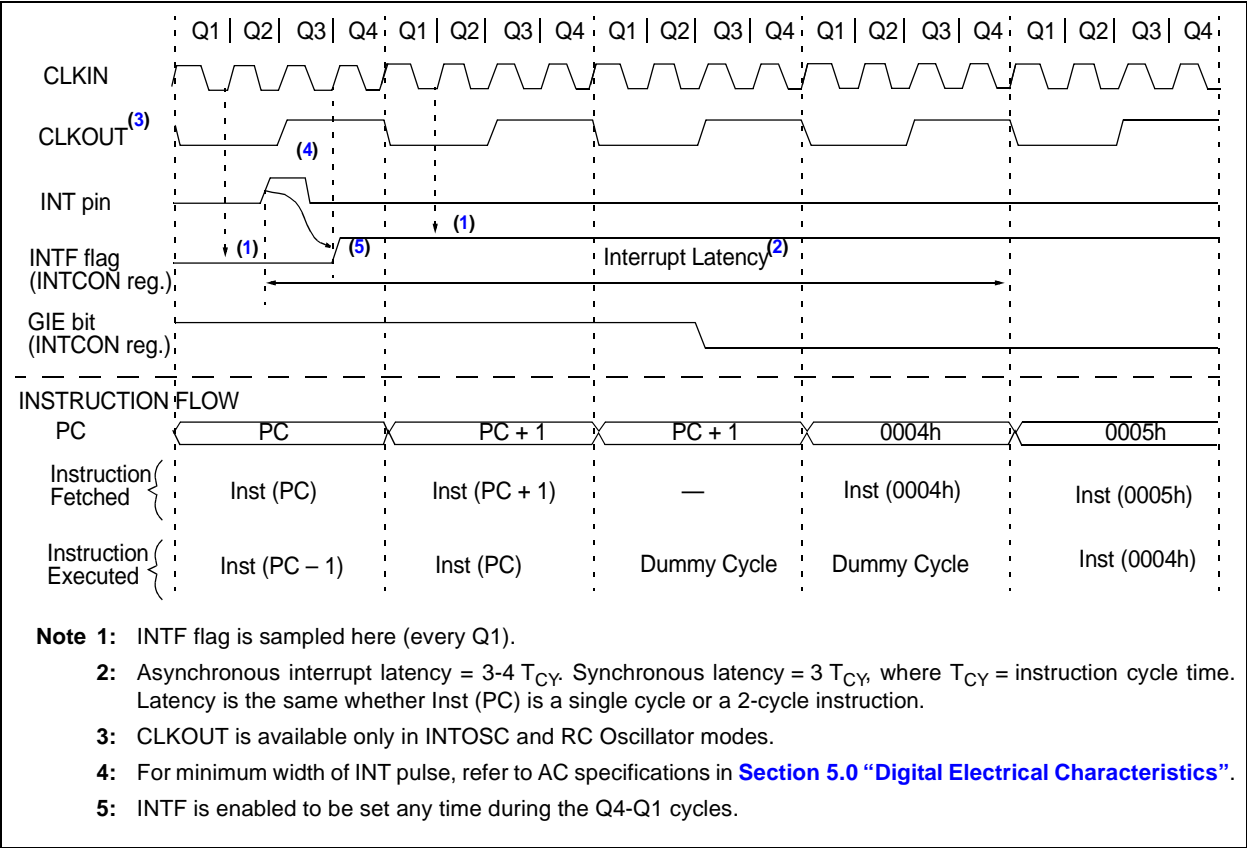 Q1 | Q2 | Q3 | Q4 Q1 | Q2 | Q3 | Q4 Q1 | Q2 | Q3 | Q4 Q1 | Q2 | Q3 | Q4 Q1 | Q2 | Q3 | Q4
CLKIN
CLKOUT(3)
(4)
INT pin
(1)
(1) (5)
INTF flag
(INTCON reg.)
Interrupt Latency(2)
GIE bit
(INTCON reg.)
INSTRUCTION FLOW
PC PC PC + 1 PC + 1 0004h 0005h
Instruction
Fetched
Inst (PC) Inst (PC + 1) — Inst (0004h) Inst (0005h)
Instruction
Executed
Inst (PC – 1) Inst (PC) Dummy Cycle Dummy Cycle Inst (0004h)
Note 1: INTF flag is sampled here (every Q1).
2: Asynchronous interrupt latency = 3-4 TCY. Synchronous latency = 3 TCY, where TCY = instruction cycle time.
Latency is the same whether Inst (PC) is a single cycle or a 2-cycle instruction.
3: CLKOUT is available only in INTOSC and RC Oscillator modes.
4: For minimum width of INT pulse, refer to AC specifications in Section 5.0 “Digital Electrical Characteristics”.
5: INTF is enabled to be set any time during the Q4-Q1 cycles.